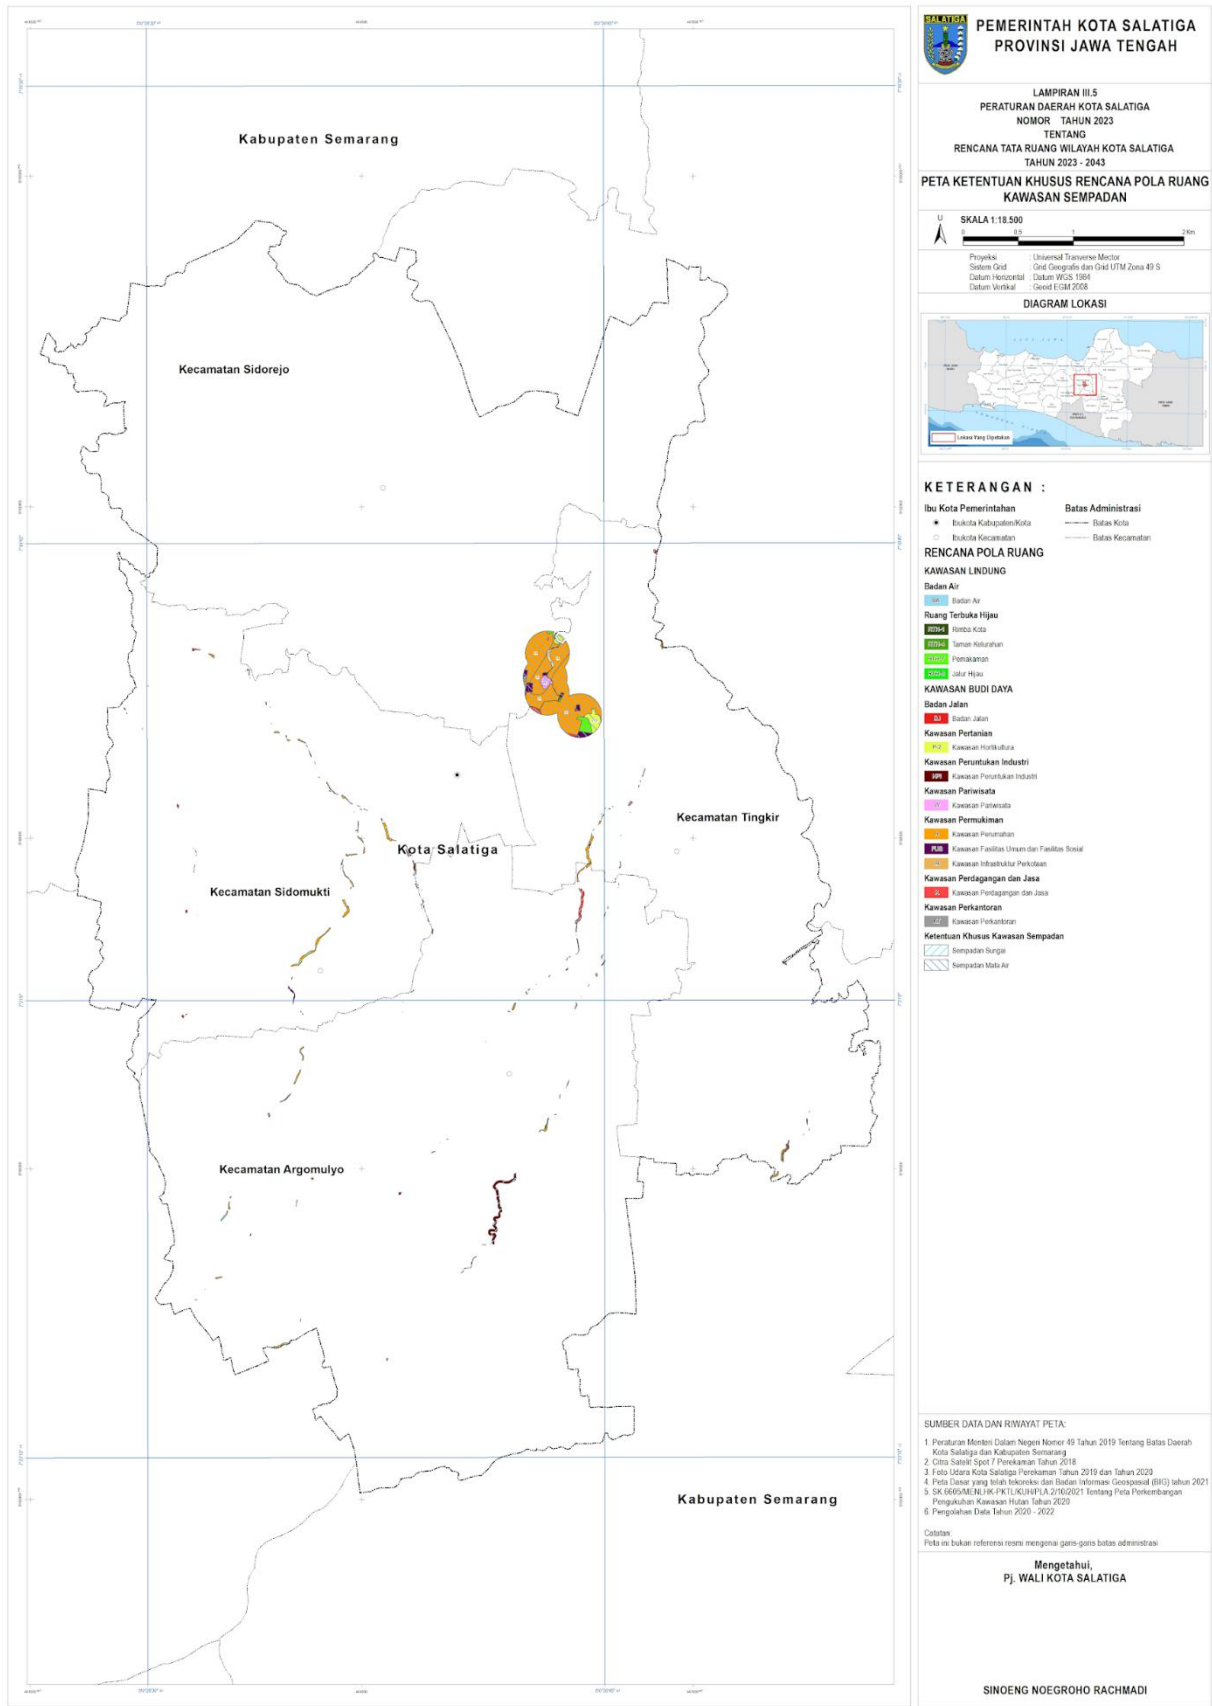 Kabupaten Semarang
Kecamatan Sidorejo
Kecamatan Tingkir
Kota Salatiga
Kecamatan Sidomukti
Kecamatan Argomulyo
Kabupaten Semarang
SALATIGA
PEMERINTAH KOTA SALATIGA
PROVINSI JAWA TENGAH
LAMPIRAN III.5
PERATURAN DAERAH KOTA SALATIGA
NOMOR TAHUN 2023
TENTANG
RENCANA TATA RUANG WILAYAH KOTA SALATIGA
TAHUN 2023 - 2043
PETA KETENTUAN KHUSUS RENCANA POLA RUANG
KAWASAN SEMPADAN
U
SKALA 1:18.500
0 0,5 1 2 Km
Proyeksi : Universal Tranverse Mector
Sistem Grid : Grid Geografis dan Grid UTM Zona 49 S
Datum Horizontal : Datum WGS 1984
Datum Vertikal : Geoid EGM 2008
DIAGRAM LOKASI
Lokasi Yang Dipetakan
KETERANGAN :
Ibu Kota Pemerintahan
Ibukota Kabupaten/Kota
Ibukota Kecamatan
Batas Administrasi
Batas Kota
Batas Kecamatan
RENCANA POLA RUANG
KAWASAN LINDUNG
Badan Air
Badan Air
Ruang Terbuka Hijau
Rimba Kota
Taman Kelurahan
Pemakaman
Jalur Hijau
KAWASAN BUDI DAYA
Badan Jalan
BJ Badan Jalan
Kawasan Pertanian
P-2 Kawasan Hortikultura
Kawasan Peruntukan Industri
KPI Kawasan Peruntukan Industri
Kawasan Pariwisata
Kawasan Pariwisata
Kawasan Permukiman
Kawasan Perumahan
Kawasan Fasilitas Umum dan Fasilitas Sosial
Kawasan Infrastruktur Perkotaan
Kawasan Perdagangan dan Jasa
K Kawasan Perdagangan dan Jasa
Kawasan Perkantoran
Kawasan Perkantoran
Ketentuan Khusus Kawasan Sempadan
Sempadan Sungai
Sempadan Mata Air
SUMBER DATA DAN RIWAYAT PETA:
1. Peraturan Menteri Dalam Negeri Nomor 49 Tahun 2019 Tentang Batas Daerah
Kota Salatiga dan Kabupaten Semarang
2. Citra Satelit Spot 7 Perekaman Tahun 2018
3. Foto Udara Kota Salatiga Perekaman Tahun 2019 dan Tahun 2020
4. Peta Dasar yang telah tekoreksi dari Badan Informasi Geospasial (BIG) tahun 2021
5. SK.6605/MENLHK-PKTL/KUH/PLA.2/10/2021 Tentang Peta Perkembangan
Pengukuhan Kawasan Hutan Tahun 2020
6. Pengolahan Data Tahun 2020 - 2022
Catatan:
Peta ini bukan referensi resmi mengenai garis-garis batas administrasi
Mengetahui,
Pj. WALI KOTA SALATIGA
SINOENG NOEGROHO RACHMADI